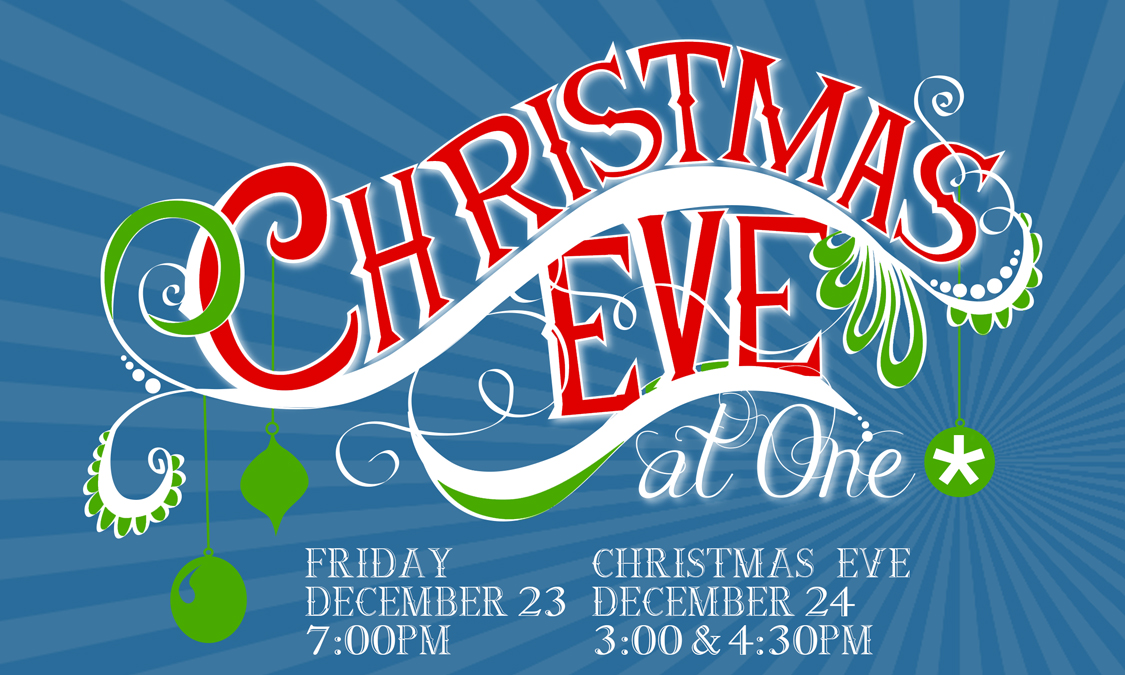 CHRISTMAS
EVE
at One *
FRIDAY
DECEMBER 23
7:00PM
CHRISTMAS EVE
DECEMBER 24
3:00 & 4:30PM